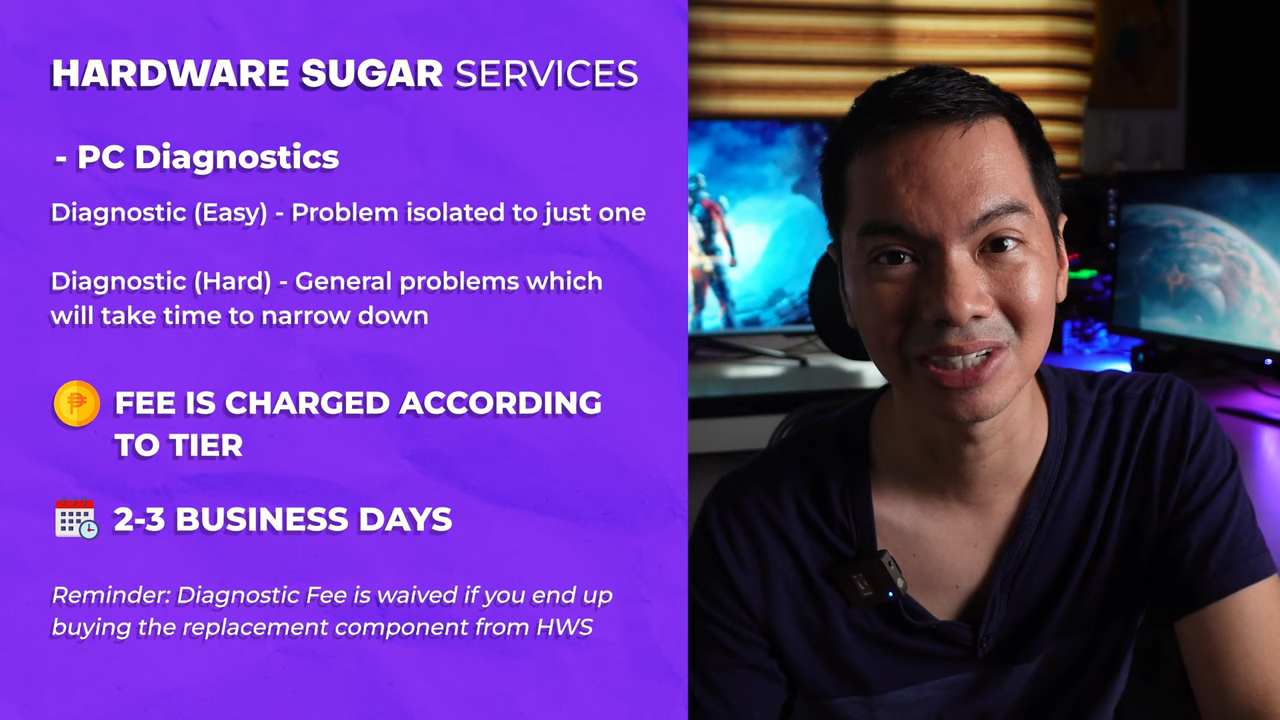 HARDWARE SUGAR SERVICES
- PC Diagnostics
Diagnostic (Easy) - Problem isolated to just one
Diagnostic (Hard) - General problems which
will take time to narrow down
FEE IS CHARGED ACCORDING
TO TIER
2-3 BUSINESS DAYS
Reminder: Diagnostic Fee is waived if you end up
buying the replacement component from HWS